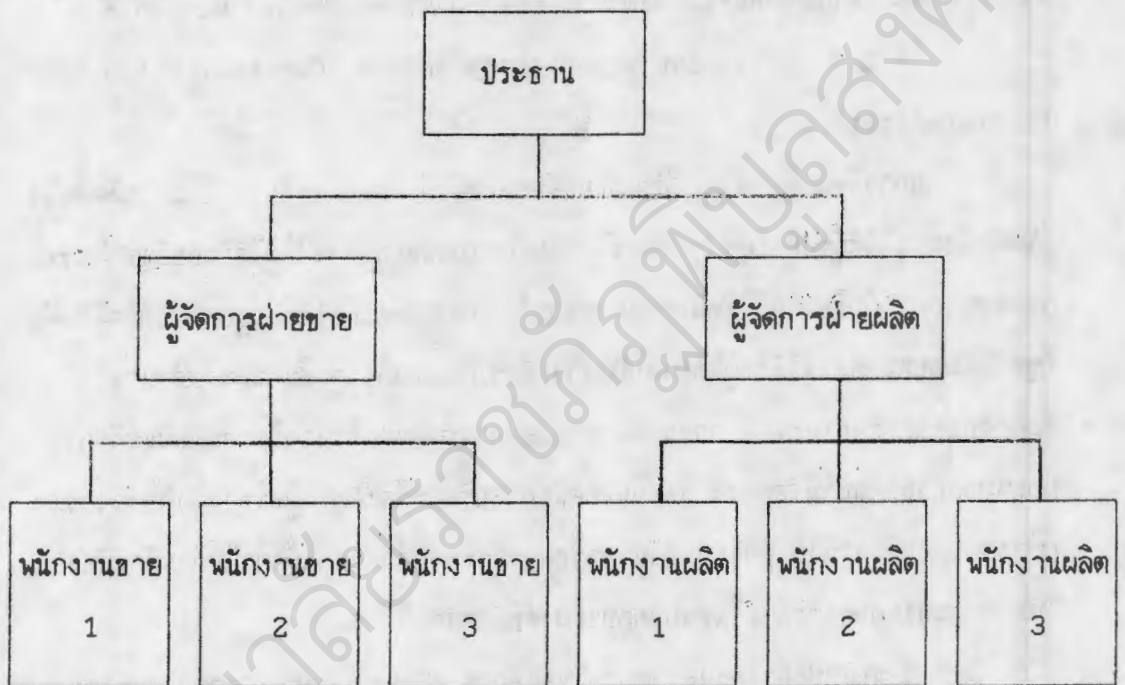 ประธาน
ผู้จัดการฝ่ายขาย ผู้จัดการฝ่ายผลิต
พนักงานขาย พนักงานขาย พนักงานขาย พนักงานผลิต พนักงานผลิต พนักงานผลิต
1 2 3 1 2 3